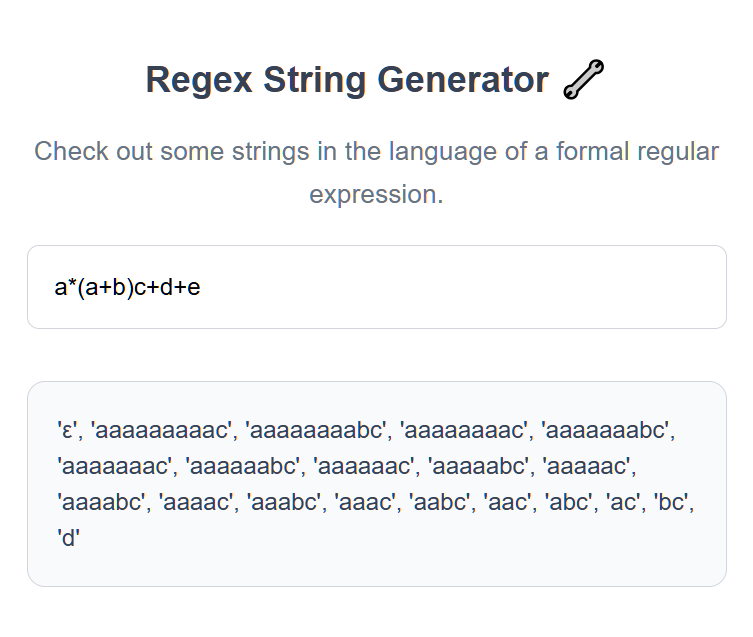 Regex String Generator 🔧
Check out some strings in the language of a formal regular
expression.
a*(a+b)c+d+e
'ε', 'aaaaaaaaac', 'aaaaaaaabc', 'aaaaaaaac', 'aaaaaaabc',
'aaaaaaac', 'aaaaaabc', 'aaaaaac', 'aaaaabc', 'aaaaac',
'aaaabc', 'aaaac', 'aaabc', 'aaac', 'aabc', 'aac', 'abc', 'ac', 'bc',
'd'